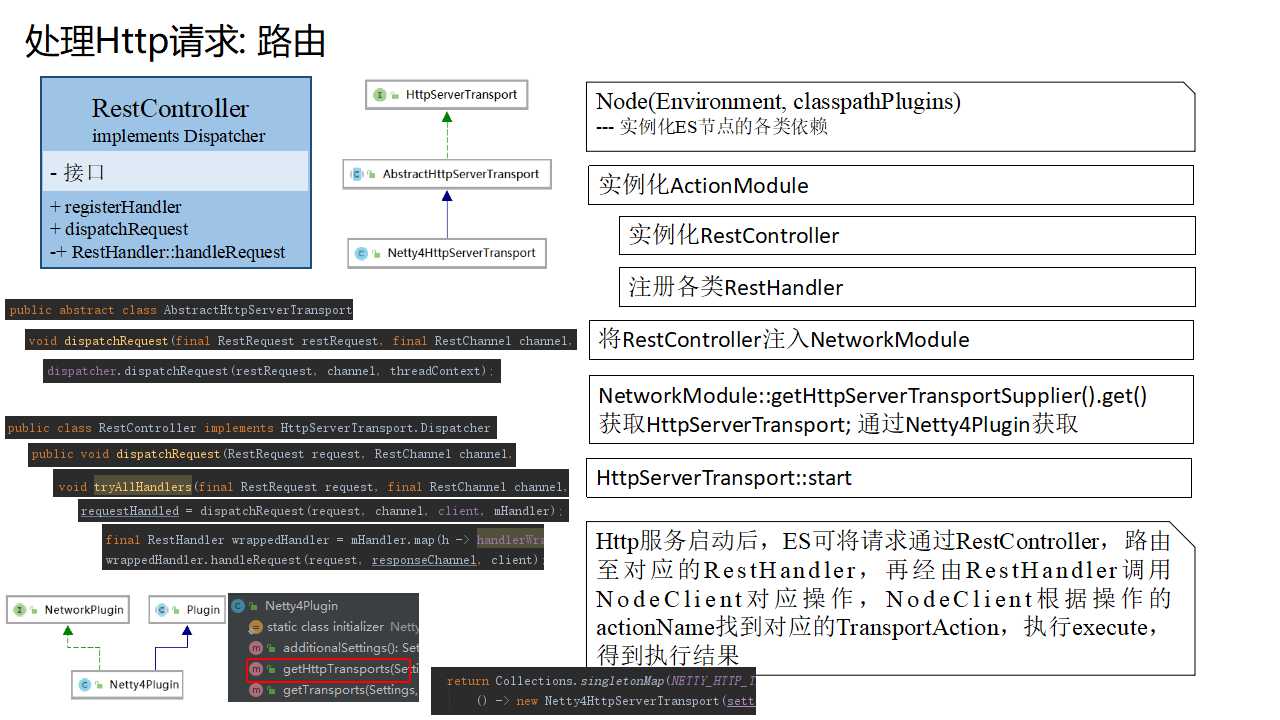 处理Http请求: 路由
RestController
implements Dispatcher
- 接口
+ registerHandler
+ dispatchRequest
-+ RestHandler::handleRequest
HttpServerTransport
AbstractHttpServerTransport
Netty4HttpServerTransport
public abstract class AbstractHttpServerTransport
void dispatchRequest(final RestRequest restRequest, final RestChannel channel,
dispatcher.dispatchRequest(restRequest, channel, threadContext);
public class RestController implements HttpServerTransport.Dispatcher
public void dispatchRequest(RestRequest request, RestChannel channel,
void tryAllHandlers(final RestRequest request, final RestChannel channel,
requestHandled = dispatchRequest(request, channel, client, mHandler);
final RestHandler wrappedHandler = mHandler.map(h -> handlerWra
wrappedHandler.handleRequest(request, responseChannel, client);
NetworkPlugin
Plugin
Netty4Plugin
Netty4Plugin
static class initializer Netty
additionalSettings(): Set
getHttpTransports(Setti
getTransports(Settings,
return Collections.singletonMap(NETTY_HTTP_T
() -> new Netty4HttpServerTransport(sett
Node(Environment, classpathPlugins)
--- 实例化ES节点的各类依赖
实例化ActionModule
实例化RestController
注册各类RestHandler
将RestController注入NetworkModule
NetworkModule::getHttpServerTransportSupplier().get()
获取HttpServerTransport; 通过Netty4Plugin获取
HttpServerTransport::start
Http服务启动后，ES可将请求通过RestController，路由
至对应的RestHandler，再经由RestHandler调用
NodeClient对应操作，NodeClient根据操作的
actionName找到对应的TransportAction，执行execute，
得到执行结果